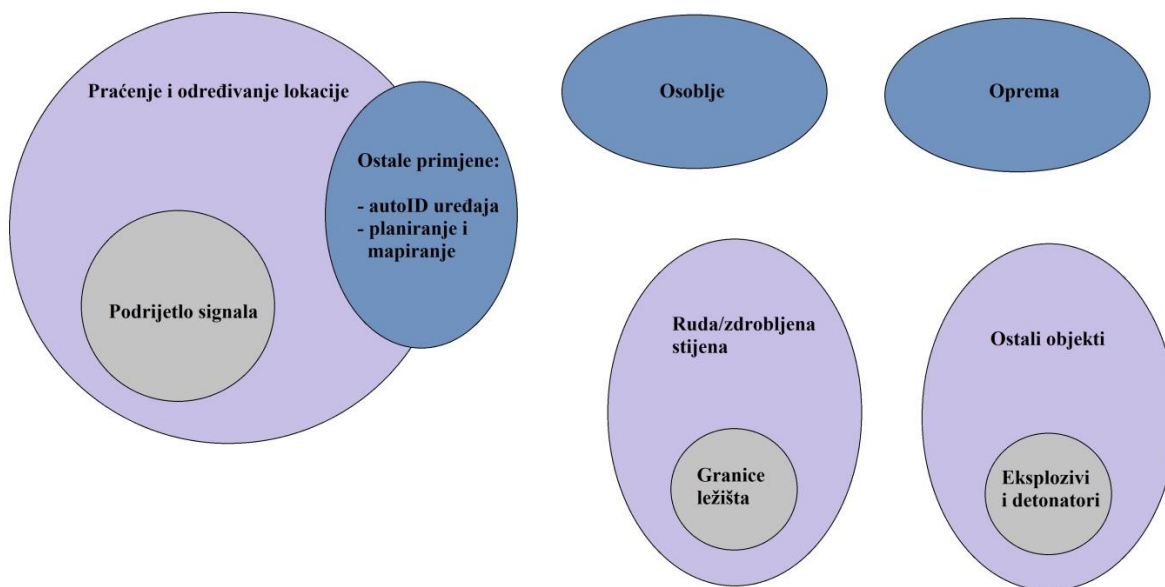 Praćenje i određivanje lokacije
Ostale primjene:
- autoID uređaja
- planiranje i
mapiranje
Podrijetlo signala
Osoblje
Oprema
Ruda/zdrobljena
stijena
Granice
ležišta
Ostali objekti
Eksplozivi
i detonatori